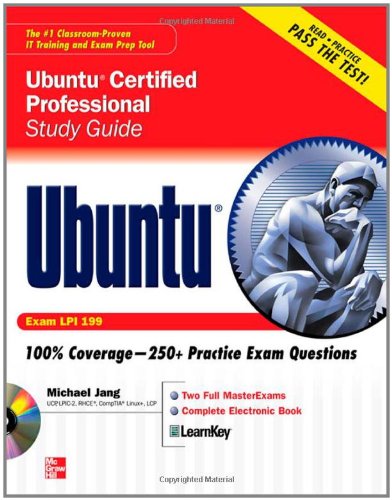 Copyrighted Material
The #1 Classroom-Proven
IT Training and Exam Prep Tool
READ • PRACTICE
PASS THE TEST!
Ubuntu® Certified
Professional
Study Guide
Ubuntu®
Exam LPI 199
100% Coverage—250+ Practice Exam Questions
Michael Jang
UCP, LPIC-2, RHCE®, CompTIA® Linux+, LCP
• Two Full MasterExams
• Complete Electronic Book
LearnKey®
Mc
Graw
Hill
Copyrighted Material